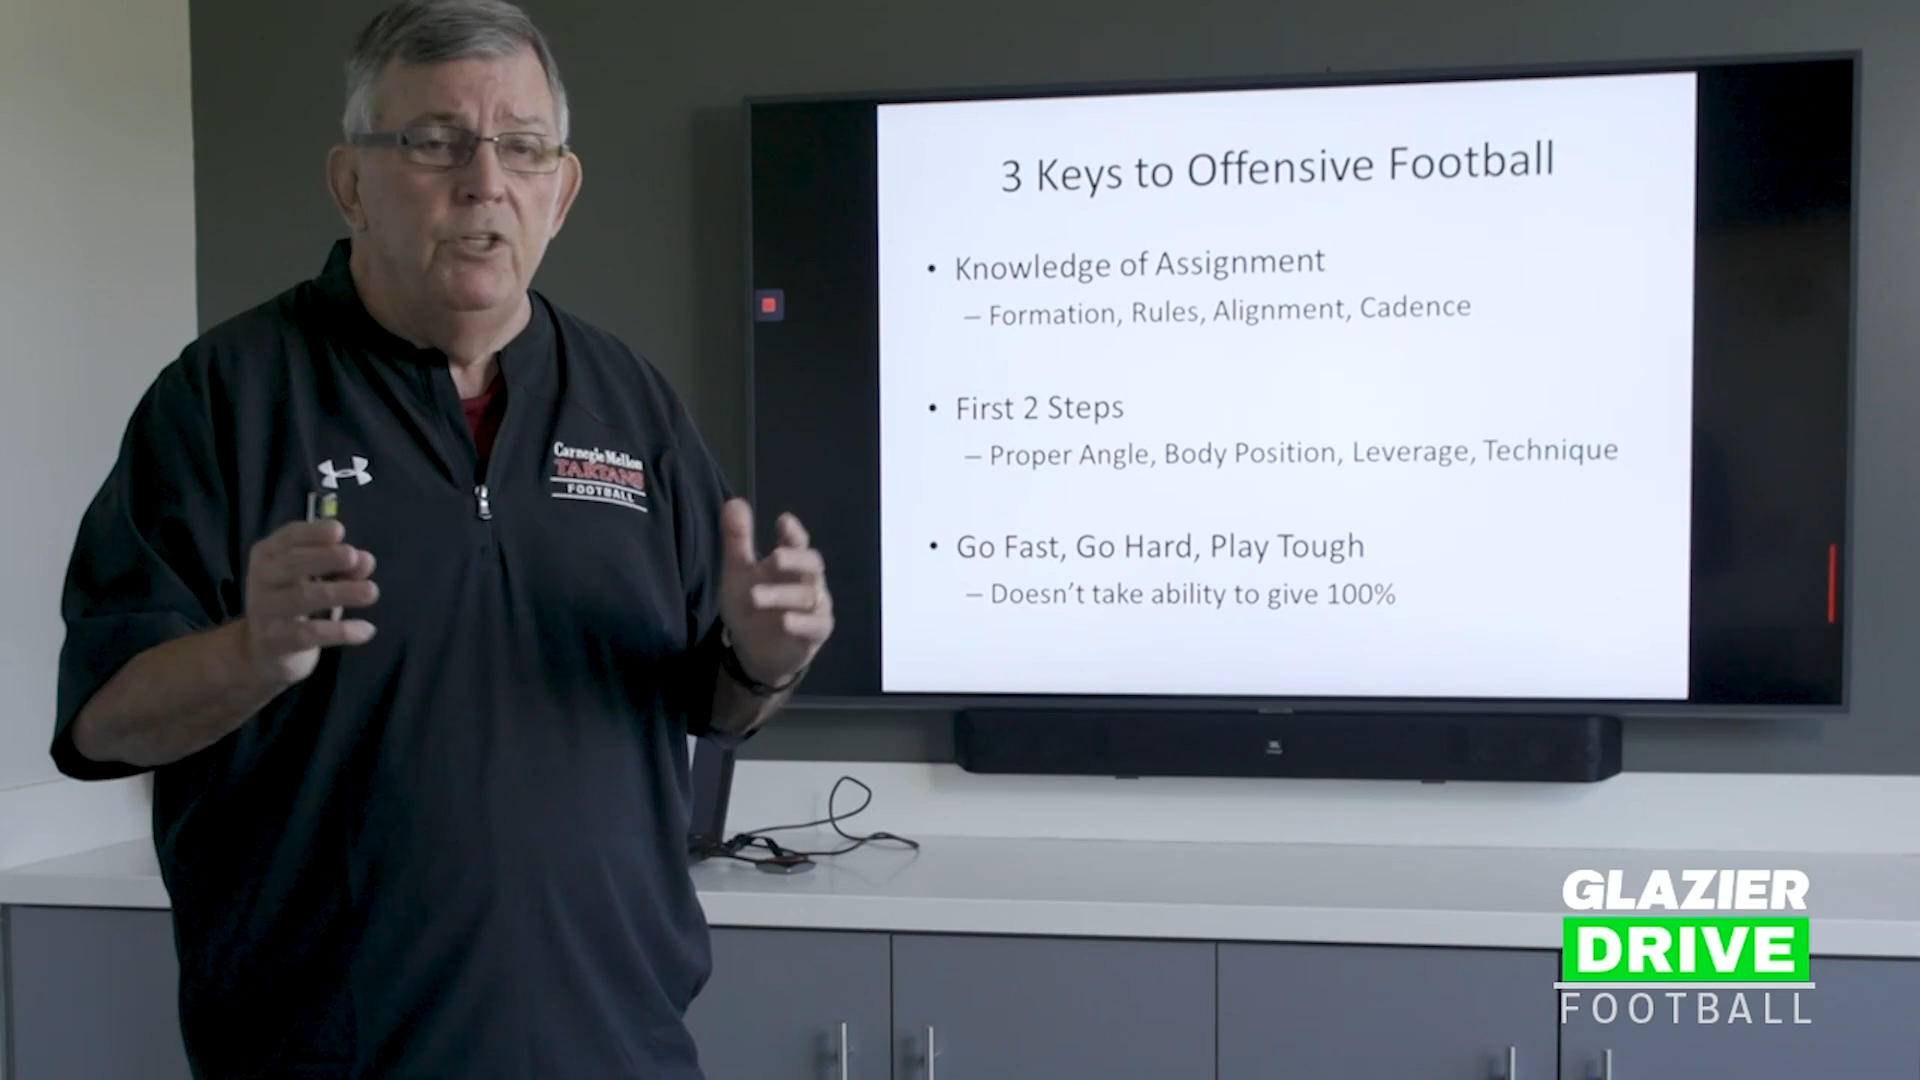 3 Keys to Offensive Football
• Knowledge of Assignment
– Formation, Rules, Alignment, Cadence
• First 2 Steps
– Proper Angle, Body Position, Leverage, Technique
• Go Fast, Go Hard, Play Tough
– Doesn't take ability to give 100%
Carnegie Mellon
TARTANS
FOOTBALL
JBL
GLAZIER
DRIVE
FOOTBALL